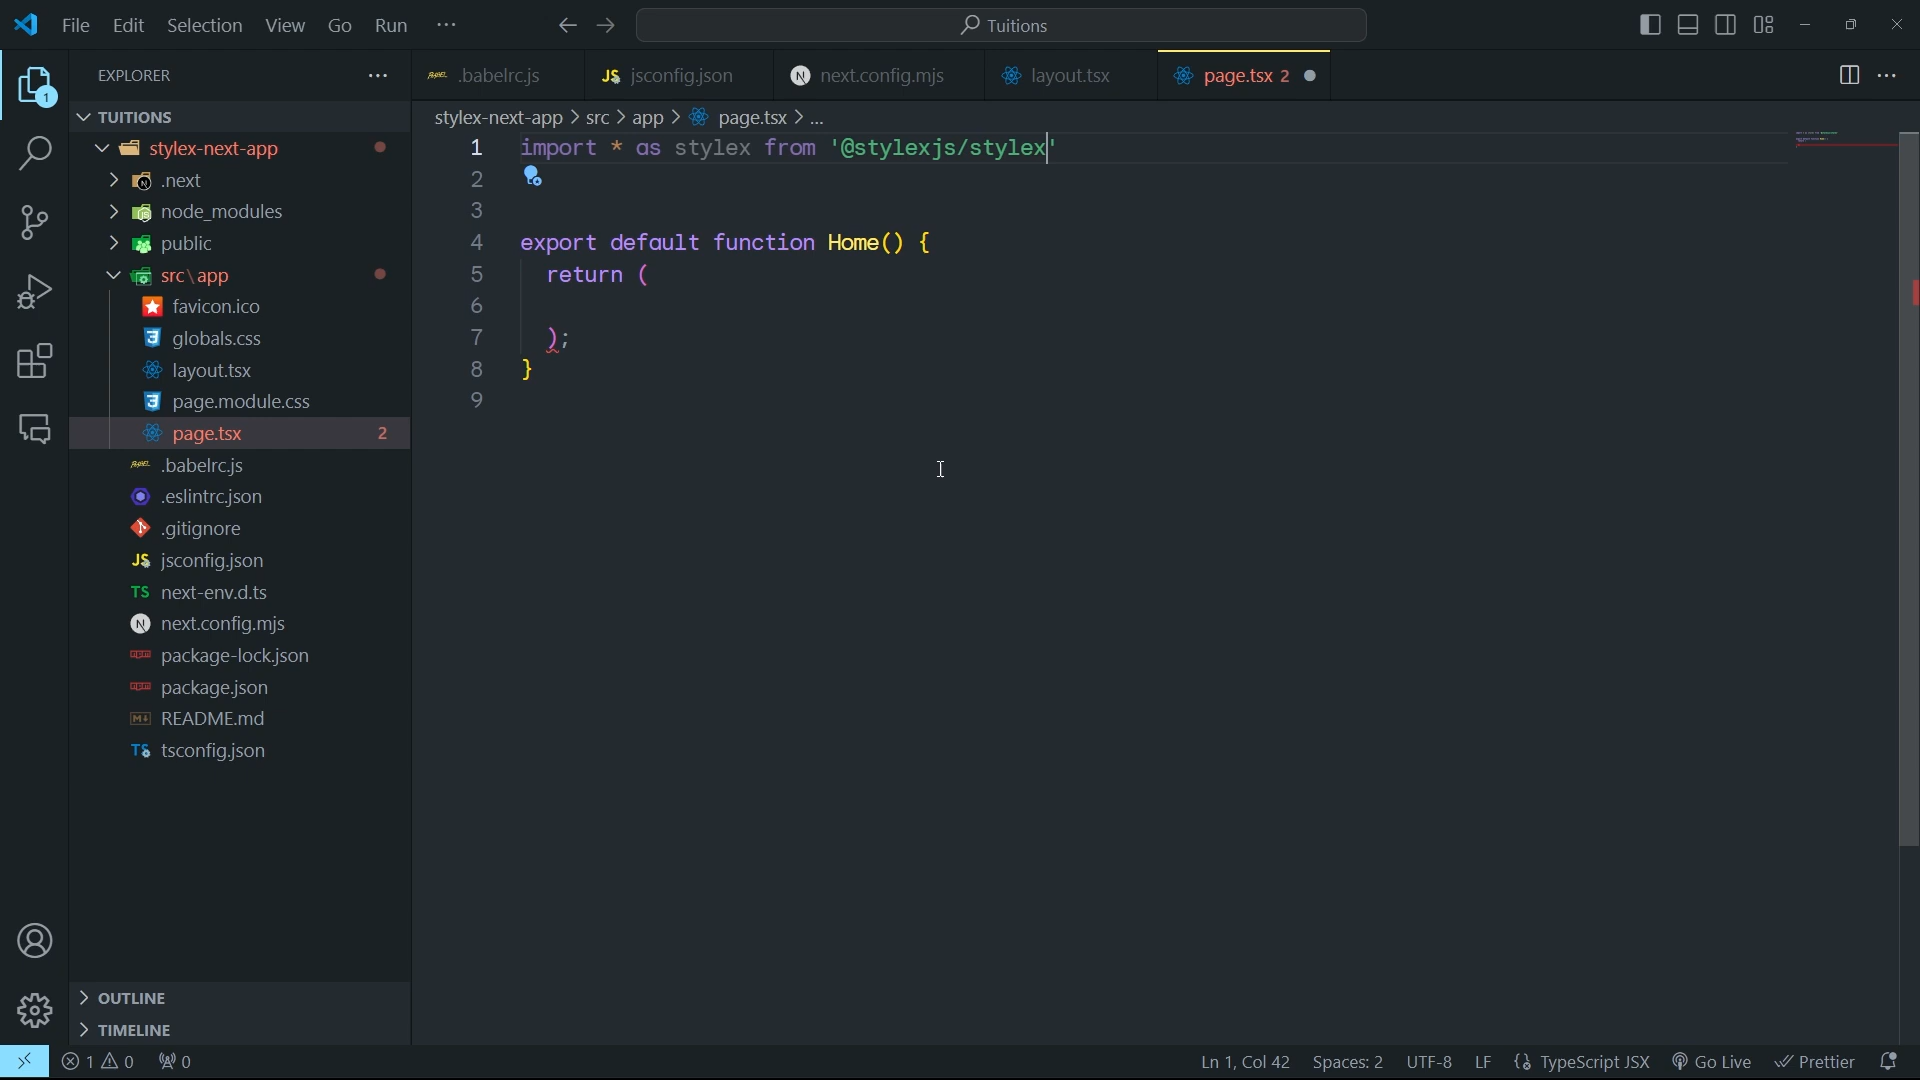 File Edit Selection View Go Run ···
Tuitions
EXPLORER ···
.babelrc.js
JS jsconfig.json
N next.config.mjs
layout.tsx
page.tsx 2
1
TUITIONS
stylex-next-app > src > app > page.tsx > ...
stylex-next-app
.next
node_modules
public
src\app
favicon.ico
globals.css
layout.tsx
page.module.css
page.tsx 2
.babelrc.js
.eslintrc.json
.gitignore
JS jsconfig.json
TS next-env.d.ts
N next.config.mjs
package-lock.json
package.json
README.md
TS tsconfig.json
OUTLINE
TIMELINE
1 import * as stylex from '@stylexjs/stylex'
2
3
4 export default function Home() {
5 return (
6
7 );
8 }
9
1 0 0
Ln 1, Col 42 Spaces: 2 UTF-8 LF {} TypeScript JSX Go Live Prettier